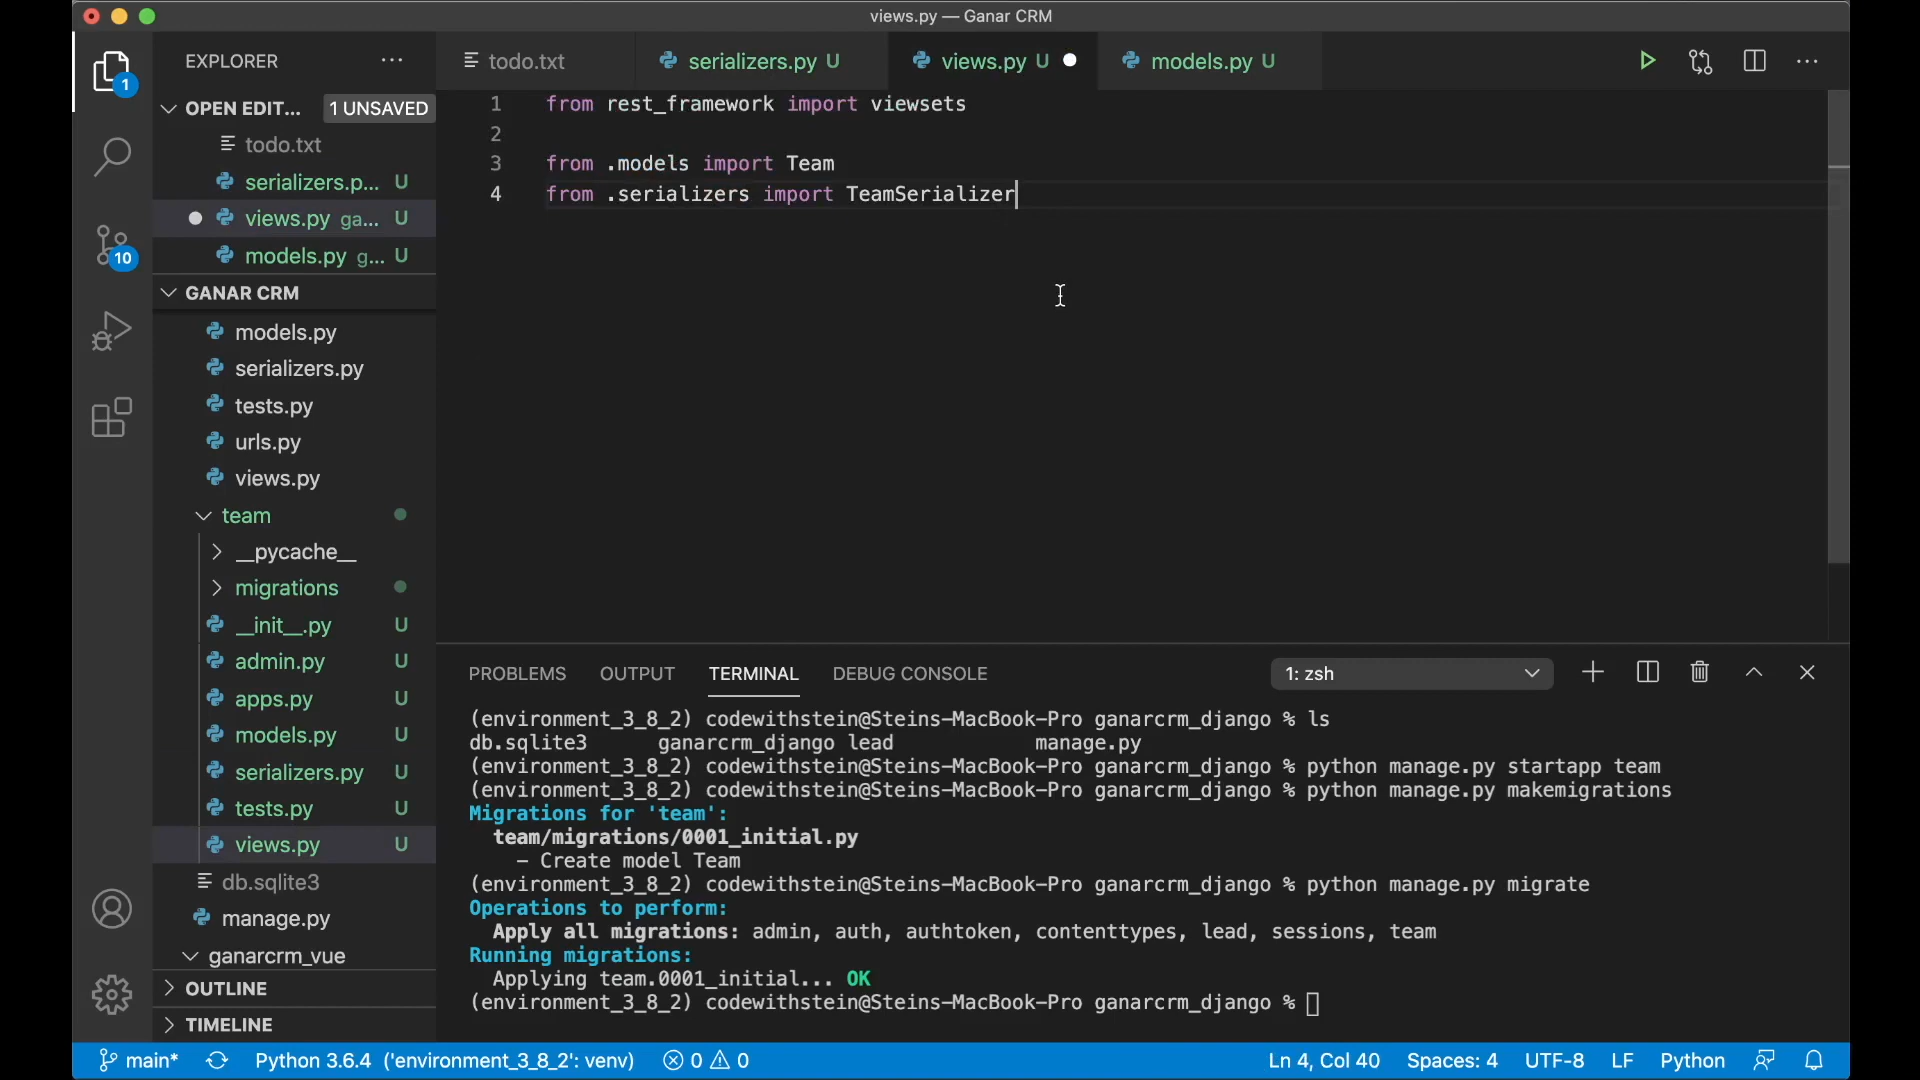 views.py — Ganar CRM
EXPLORER
todo.txt
serializers.py U
views.py U
models.py U
OPEN EDIT...
1 UNSAVED
todo.txt
serializers.p... U
views.py ga... U
models.py g... U
GANAR CRM
models.py
serializers.py
tests.py
urls.py
views.py
team
__pycache__
migrations
__init__.py U
admin.py U
apps.py U
models.py U
serializers.py U
tests.py U
views.py U
db.sqlite3
manage.py
ganarcrm_vue
OUTLINE
TIMELINE
1
10
1 from rest_framework import viewsets
2
3 from .models import Team
4 from .serializers import TeamSerializer
PROBLEMS OUTPUT TERMINAL DEBUG CONSOLE
1: zsh
(environment_3_8_2) codewithstein@Steins-MacBook-Pro ganarcrm_django % ls
db.sqlite3 ganarcrm_django lead manage.py
(environment_3_8_2) codewithstein@Steins-MacBook-Pro ganarcrm_django % python manage.py startapp team
(environment_3_8_2) codewithstein@Steins-MacBook-Pro ganarcrm_django % python manage.py makemigrations
Migrations for 'team':
team/migrations/0001_initial.py
- Create model Team
(environment_3_8_2) codewithstein@Steins-MacBook-Pro ganarcrm_django % python manage.py migrate
Operations to perform:
Apply all migrations: admin, auth, authtoken, contenttypes, lead, sessions, team
Running migrations:
Applying team.0001_initial... OK
(environment_3_8_2) codewithstein@Steins-MacBook-Pro ganarcrm_django %
main* Python 3.6.4 ('environment_3_8_2': venv) 0 0 Ln 4, Col 40 Spaces: 4 UTF-8 LF Python